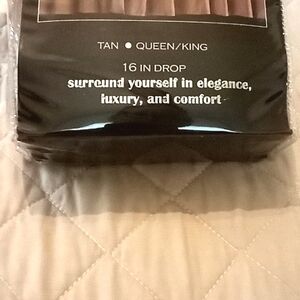 TAN ● QUEEN/KING
16 IN DROP
surround yourself in elegance,
luxury, and comfort